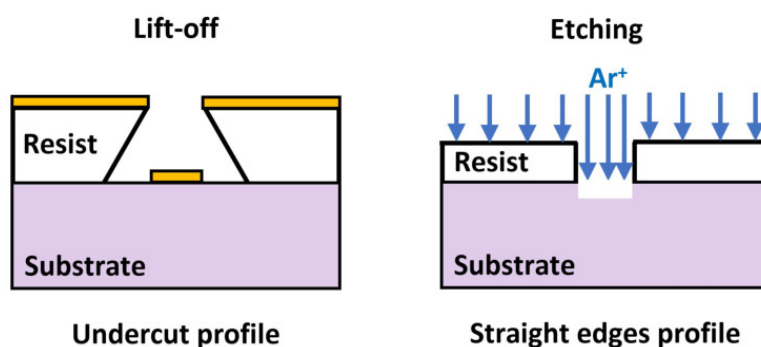 Lift-off
Resist
Substrate
Undercut profile
Etching
Ar⁺
Resist
Substrate
Straight edges profile